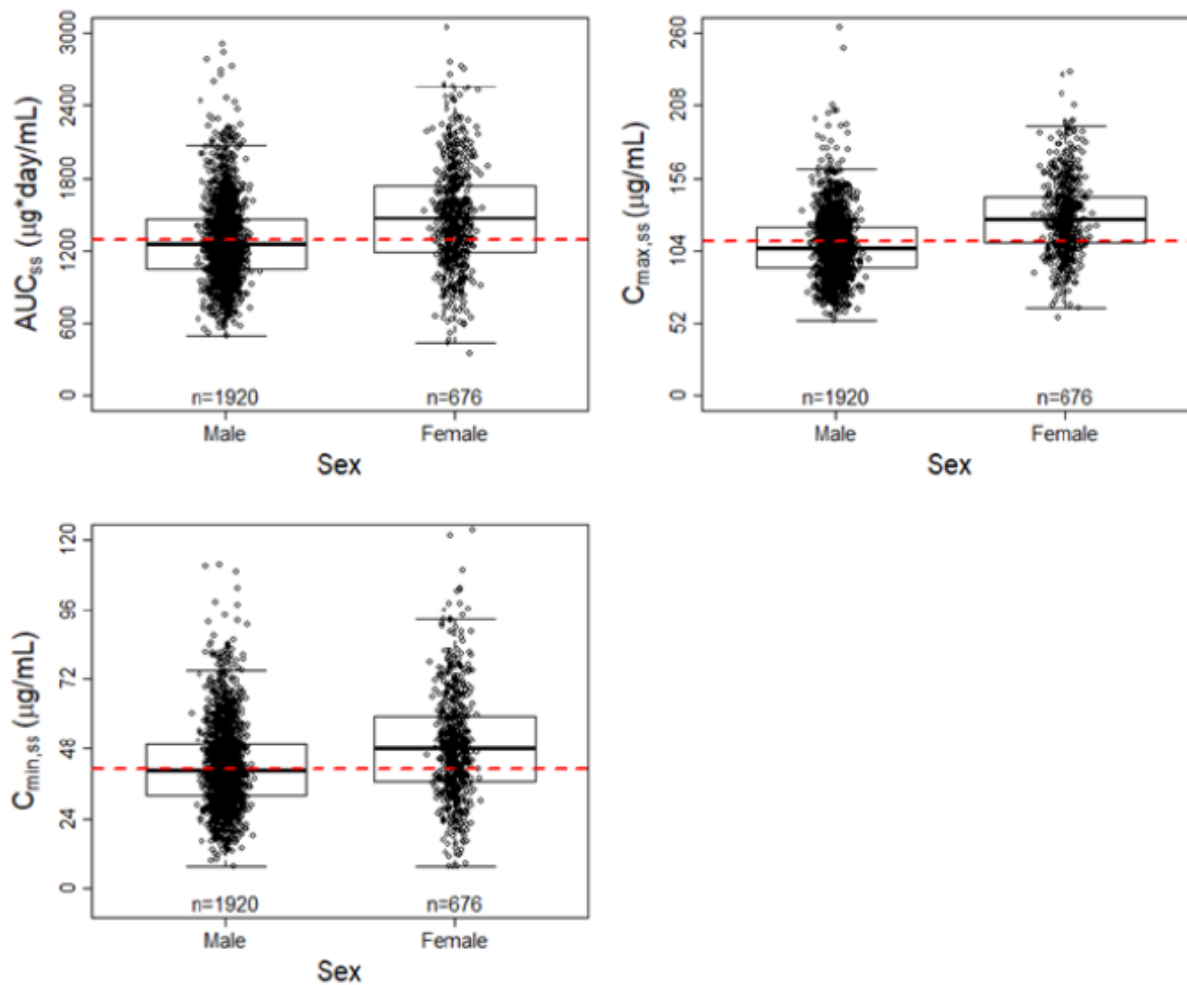 AUCss (μg*day/mL)
3000
2400
1800
1200
600
0
n=1920 n=676
Male Female
Sex
Cmax,ss (μg/mL)
260
208
156
104
52
0
n=1920 n=676
Male Female
Sex
Cmin,ss (μg/mL)
120
96
72
48
24
0
n=1920 n=676
Male Female
Sex